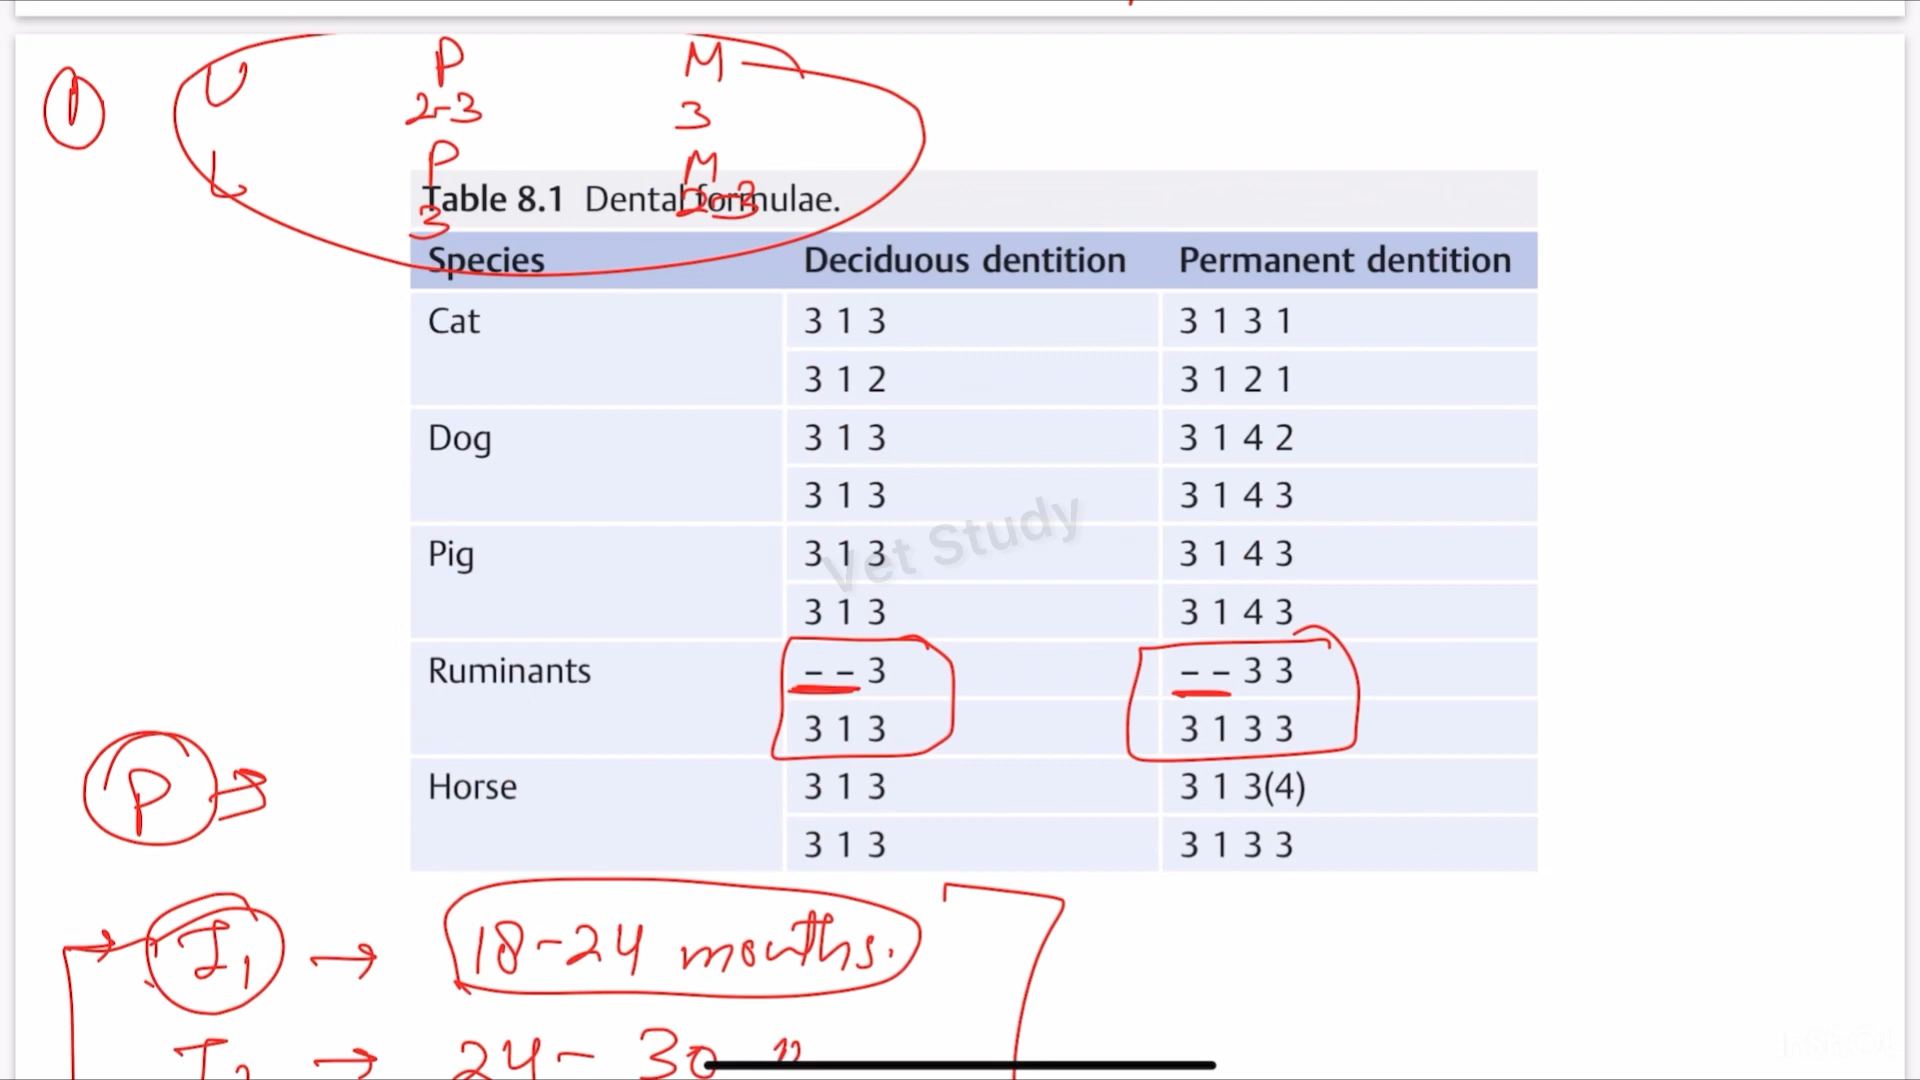 1
U P M
2-3 3
L P M
3 2-3
Table 8.1 Dental formulae.
Species Deciduous dentition Permanent dentition
Cat 3 1 3 3 1 3 1
3 1 2 3 1 2 1
Dog 3 1 3 3 1 4 2
3 1 3 3 1 4 3
Vet Study
Pig 3 1 3 3 1 4 3
3 1 3 3 1 4 3
Ruminants – – 3 – – 3 3
3 1 3 3 1 3 3
P
Horse 3 1 3 3 1 3(4)
3 1 3 3 1 3 3
I1 → 18-24 months.
→ 24- 30 "